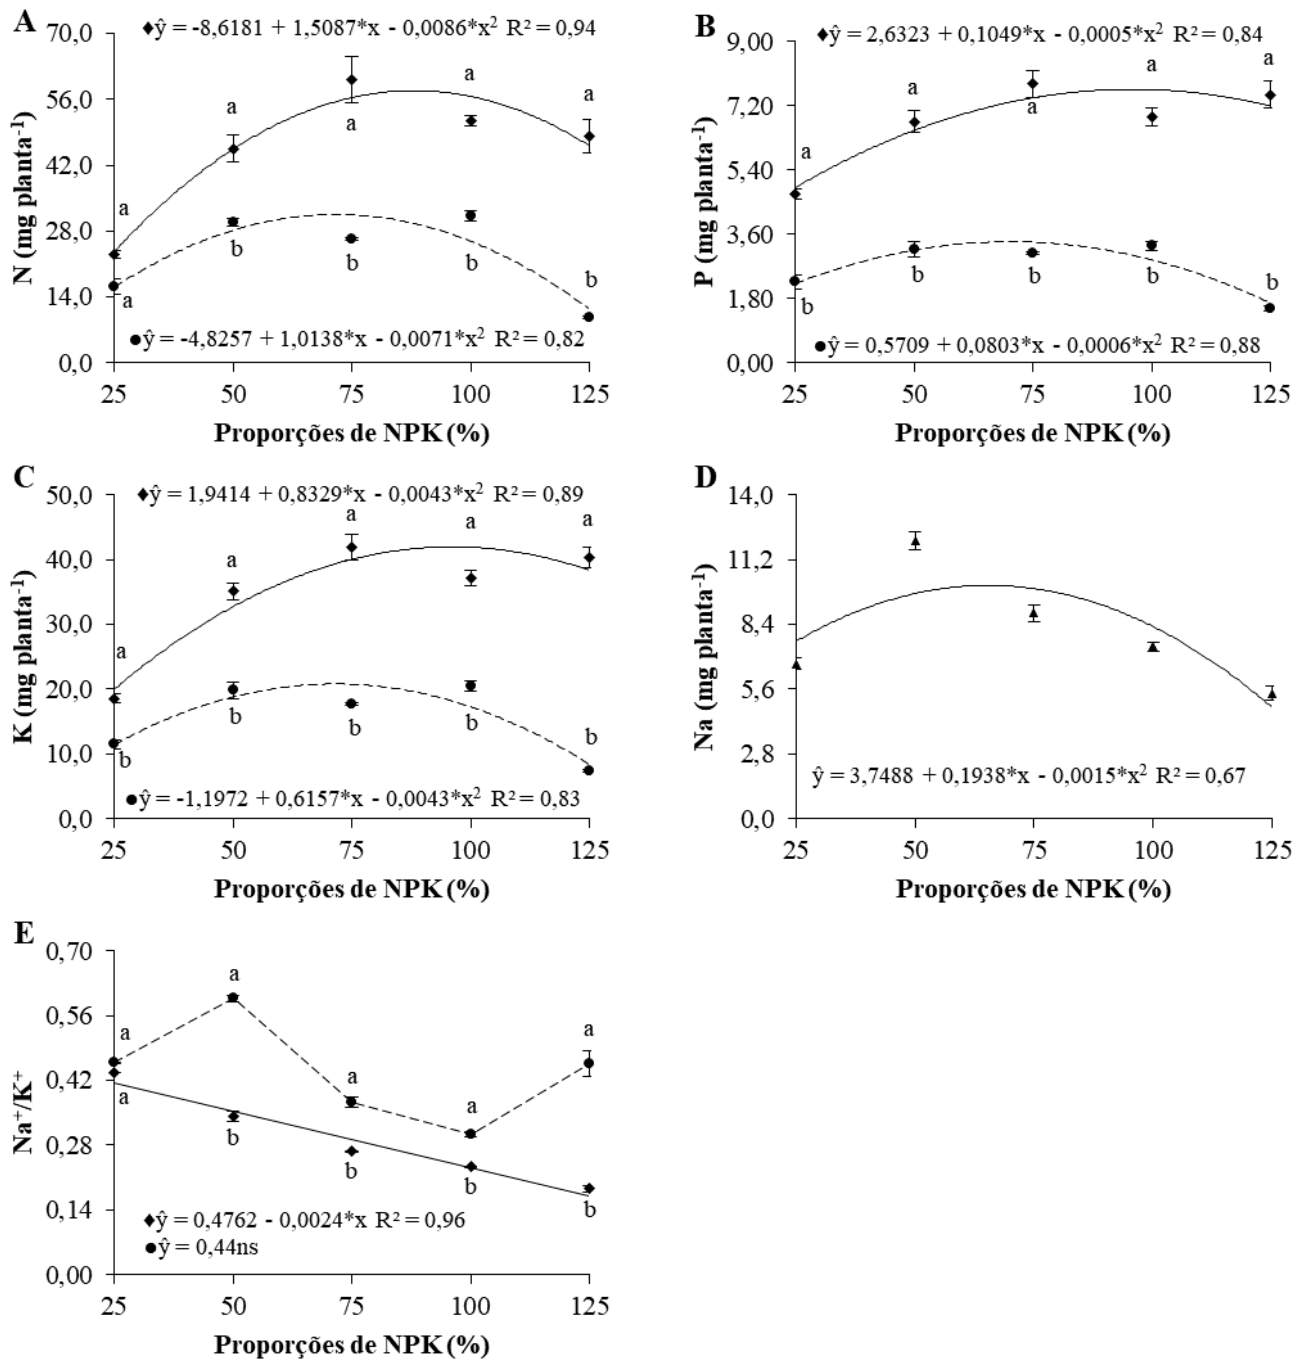 A
♦ŷ = -8,6181 + 1,5087*x - 0,0086*x² R² = 0,94
70,0
56,0
42,0
28,0
14,0
0,0
N (mg planta⁻¹)
a
a
a
a
a
a
b
b
b
b
●ŷ = -4,8257 + 1,0138*x - 0,0071*x² R² = 0,82
25
50
75
100
125
Proporções de NPK (%)
B
♦ŷ = 2,6323 + 0,1049*x - 0,0005*x² R² = 0,84
9,00
7,20
5,40
3,60
1,80
0,00
P (mg planta⁻¹)
a
a
a
a
a
b
b
b
b
b
●ŷ = 0,5709 + 0,0803*x - 0,0006*x² R² = 0,88
25
50
75
100
125
Proporções de NPK (%)
C
♦ŷ = 1,9414 + 0,8329*x - 0,0043*x² R² = 0,89
50,0
40,0
30,0
20,0
10,0
0,0
K (mg planta⁻¹)
a
a
a
a
a
b
b
b
b
b
●ŷ = -1,1972 + 0,6157*x - 0,0043*x² R² = 0,83
25
50
75
100
125
Proporções de NPK (%)
D
14,0
11,2
8,4
5,6
2,8
0,0
Na (mg planta⁻¹)
ŷ = 3,7488 + 0,1938*x - 0,0015*x² R² = 0,67
25
50
75
100
125
Proporções de NPK (%)
E
0,70
0,56
0,42
0,28
0,14
0,00
Na⁺/K⁺
a
a
a
a
a
a
b
b
b
b
♦ŷ = 0,4762 - 0,0024*x R² = 0,96
●ŷ = 0,44ns
25
50
75
100
125
Proporções de NPK (%)